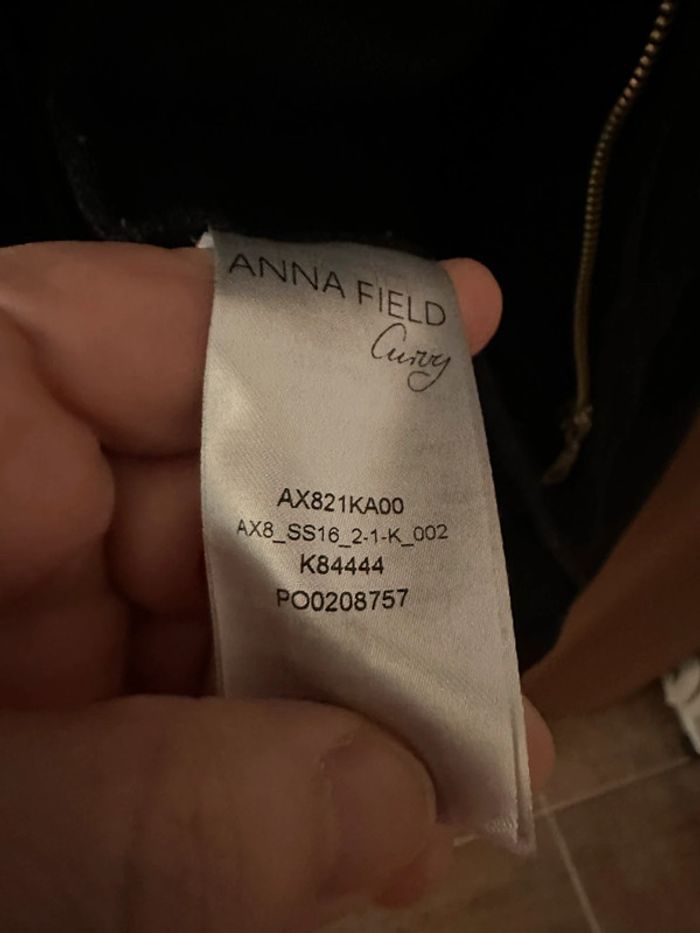 ANNA FIELD
Curvy
AX821KA00
AX8_SS16_2-1-K_002
K84444
PO0208757